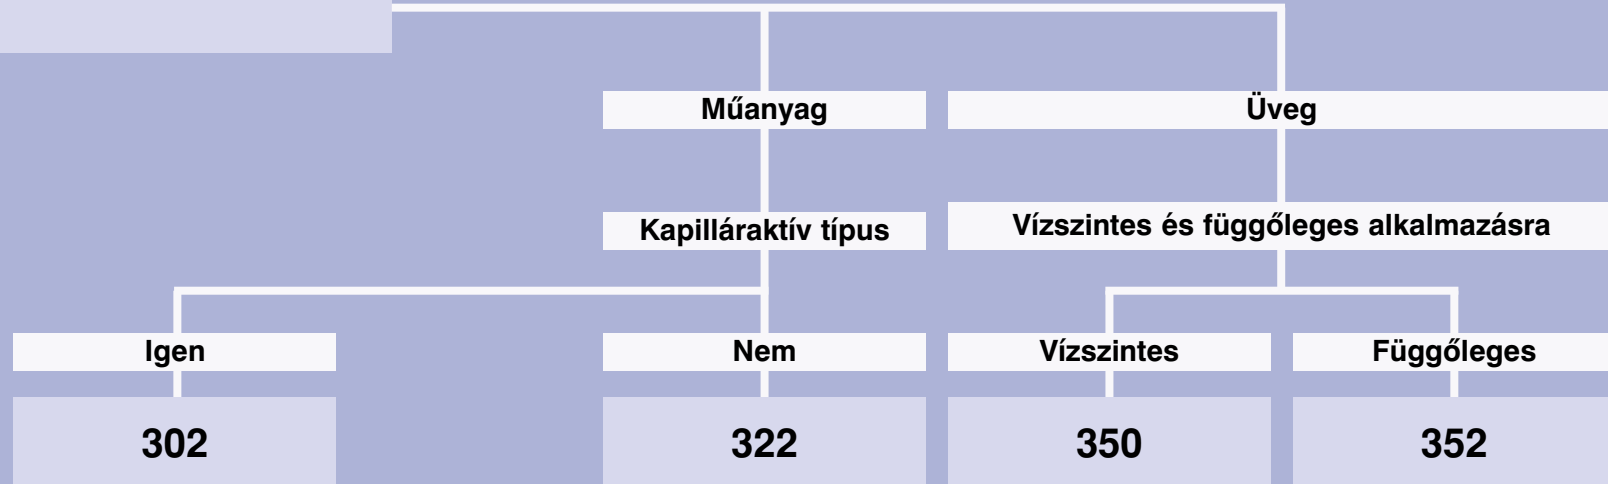 Műanyag
Üveg
Kapilláraktív típus
Vízszintes és függőleges alkalmazásra
Igen
Nem
Vízszintes
Függőleges
302
322
350
352